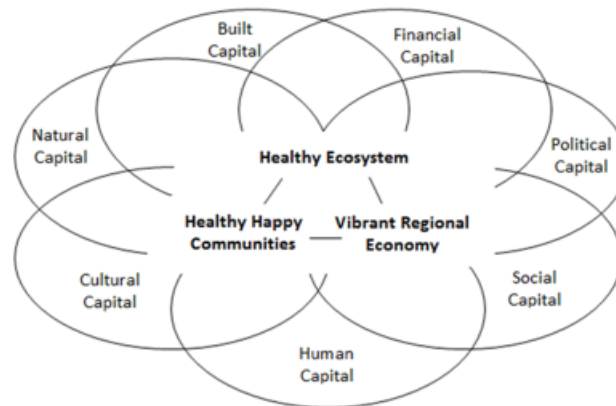 Built
Capital
Financial
Capital
Natural
Capital
Political
Capital
Healthy Ecosystem
Healthy Happy
Communities
Vibrant Regional
Economy
Cultural
Capital
Social
Capital
Human
Capital